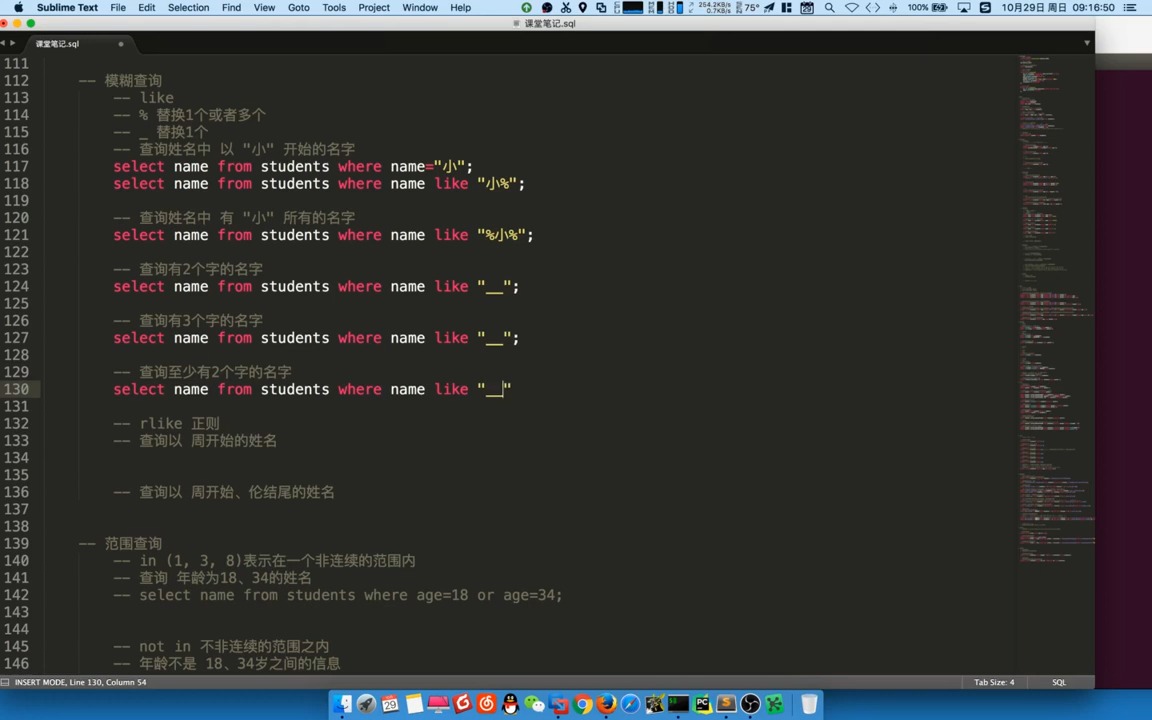 Sublime Text File Edit Selection Find View Goto Tools Project Window Help 254.2KB/s 0.7KB/s 75° 100% 10月29日 周日 09:16:50
课堂笔记.sql
课堂笔记.sql
111
112 -- 模糊查询
113 -- like
114 -- % 替换1个或者多个
115 -- _ 替换1个
116 -- 查询姓名中 以 "小" 开始的名字
117 select name from students where name="小";
118 select name from students where name like "小%";
119
120 -- 查询姓名中 有 "小" 所有的名字
121 select name from students where name like "%小%";
122
123 -- 查询有2个字的名字
124 select name from students where name like "__";
125
126 -- 查询有3个字的名字
127 select name from students where name like "__";
128
129 -- 查询至少有2个字的名字
130 select name from students where name like "__"
131
132 -- rlike 正则
133 -- 查询以 周开始的姓名
134
135
136 -- 查询以 周开始、伦结尾的姓名
137
138
139 -- 范围查询
140 -- in (1, 3, 8)表示在一个非连续的范围内
141 -- 查询 年龄为18、34的姓名
142 -- select name from students where age=18 or age=34;
143
144
145 -- not in 不非连续的范围之内
146 -- 年龄不是 18、34岁之间的信息
INSERT MODE, Line 130, Column 54 Tab Size: 4 SQL